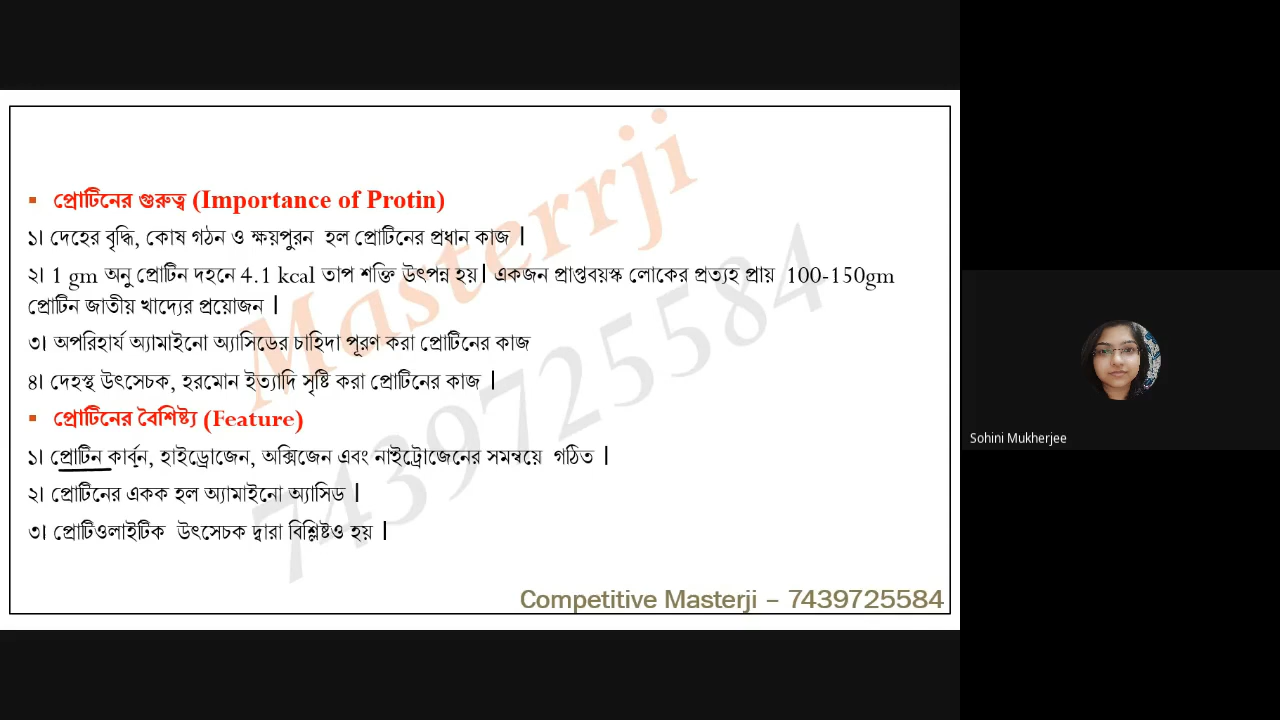 প্রোটিনের গুরুত্ব (Importance of Protin)
১। দেহের বৃদ্ধি, কোষ গঠন ও ক্ষয়পুরন হল প্রোটিনের প্রধান কাজ |
২। 1 gm অনু প্রোটিন দহনে 4.1 kcal তাপ শক্তি উৎপন্ন হয়| একজন প্রাপ্তবয়স্ক লোকের প্রত্যহ প্রায় 100-150gm
প্রোটিন জাতীয় খাদ্যের প্রয়োজন |
৩। অপরিহার্য অ্যামাইনো অ্যাসিডের চাহিদা পূরণ করা প্রোটিনের কাজ
৪। দেহস্থ উৎসেচক, হরমোন ইত্যাদি সৃষ্টি করা প্রোটিনের কাজ |
প্রোটিনের বৈশিষ্ট্য (Feature)
১। প্রোটিন কার্বন, হাইড্রোজেন, অক্সিজেন এবং নাইট্রোজেনের সমন্বয়ে গঠিত |
২। প্রোটিনের একক হল অ্যামাইনো অ্যাসিড |
৩। প্রোটিওলাইটিক উৎসেচক দ্বারা বিশ্লিষ্টও হয় |
Masterrji
7439725584
Competitive Masterji – 7439725584
Sohini Mukherjee